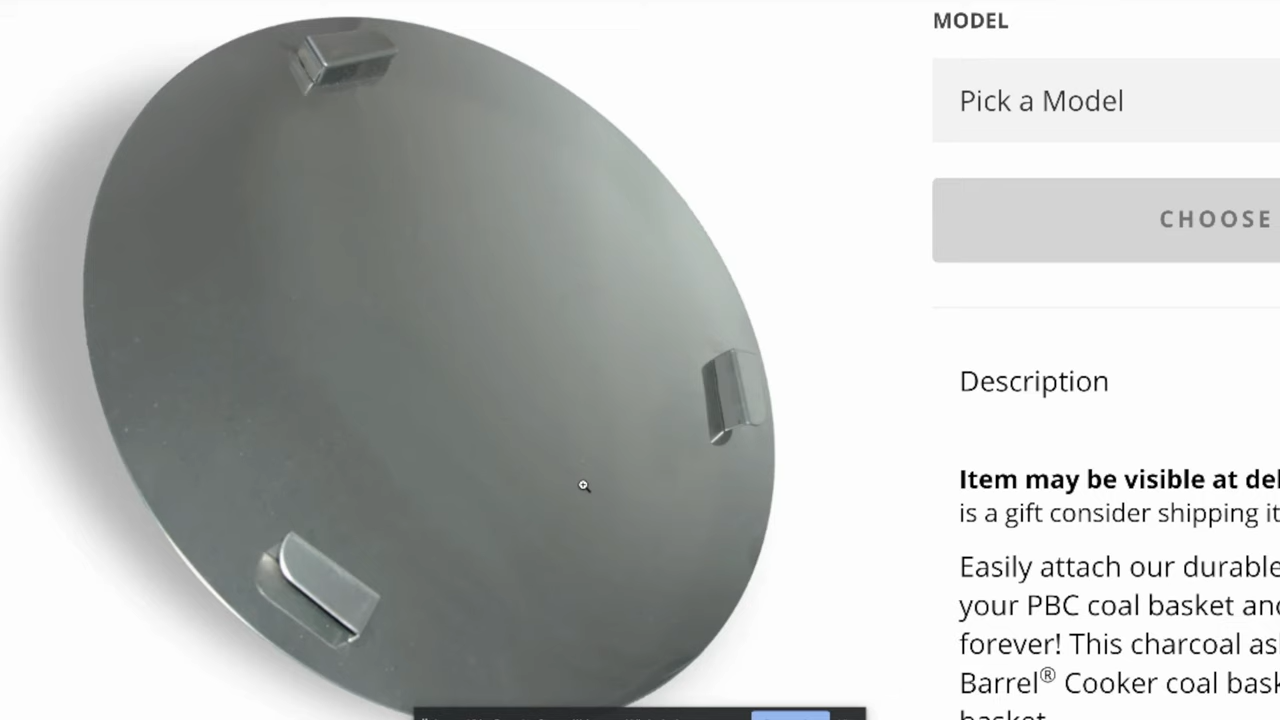 MODEL
Pick a Model
CHOOSE
Description
Item may be visible at del
is a gift consider shipping it
Easily attach our durable
your PBC coal basket and
forever! This charcoal as
Barrel® Cooker coal bask
basket